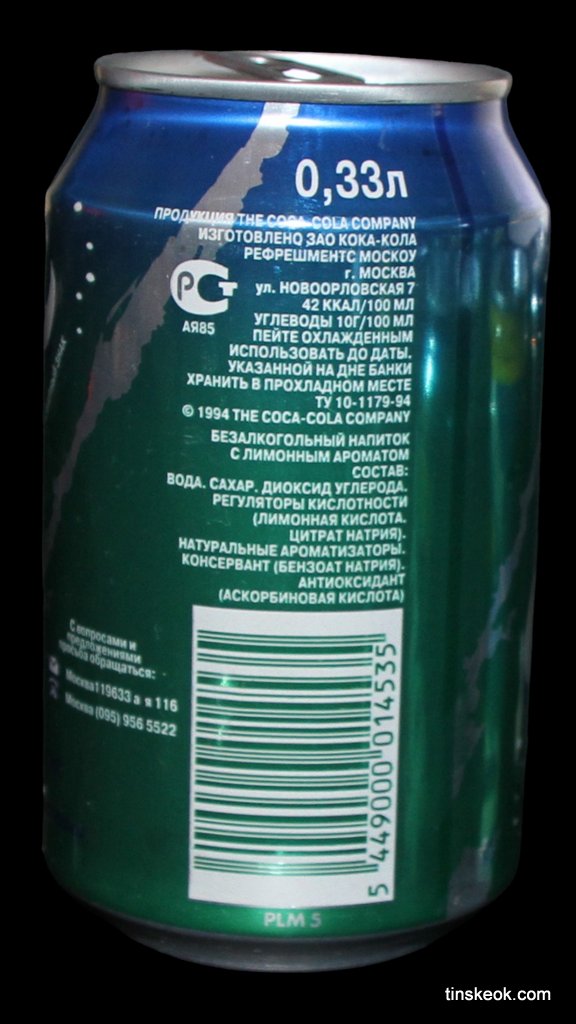 0,33л
ПРОДУКЦИЯ THE COCA-COLA COMPANY
ИЗГОТОВЛЕНО ЗАО КОКА-КОЛА
РЕФРЕШМЕНТС МОСКОУ
г. МОСКВА
ул. НОВООРЛОВСКАЯ 7
42 ККАЛ/100 МЛ
УГЛЕВОДЫ 10Г/100 МЛ
ПЕЙТЕ ОХЛАЖДЕННЫМ
ИСПОЛЬЗОВАТЬ ДО ДАТЫ.
УКАЗАННОЙ НА ДНЕ БАНКИ
ХРАНИТЬ В ПРОХЛАДНОМ МЕСТЕ
ТУ 10-1179-94
© 1994 THE COCA-COLA COMPANY
РСТ
АЯ85
БЕЗАЛКОГОЛЬНЫЙ НАПИТОК
С ЛИМОННЫМ АРОМАТОМ
СОСТАВ:
ВОДА. САХАР. ДИОКСИД УГЛЕРОДА.
РЕГУЛЯТОРЫ КИСЛОТНОСТИ
(ЛИМОННАЯ КИСЛОТА.
ЦИТРАТ НАТРИЯ).
НАТУРАЛЬНЫЕ АРОМАТИЗАТОРЫ.
КОНСЕРВАНТ (БЕНЗОАТ НАТРИЯ).
АНТИОКСИДАНТ
(АСКОРБИНОВАЯ КИСЛОТА)
С вопросами и
предложениями
просьба обращаться:
Москва 119633 а я 116
Москва (095) 956 5522
5 449000 014535
PLM 5
tinskeok.com